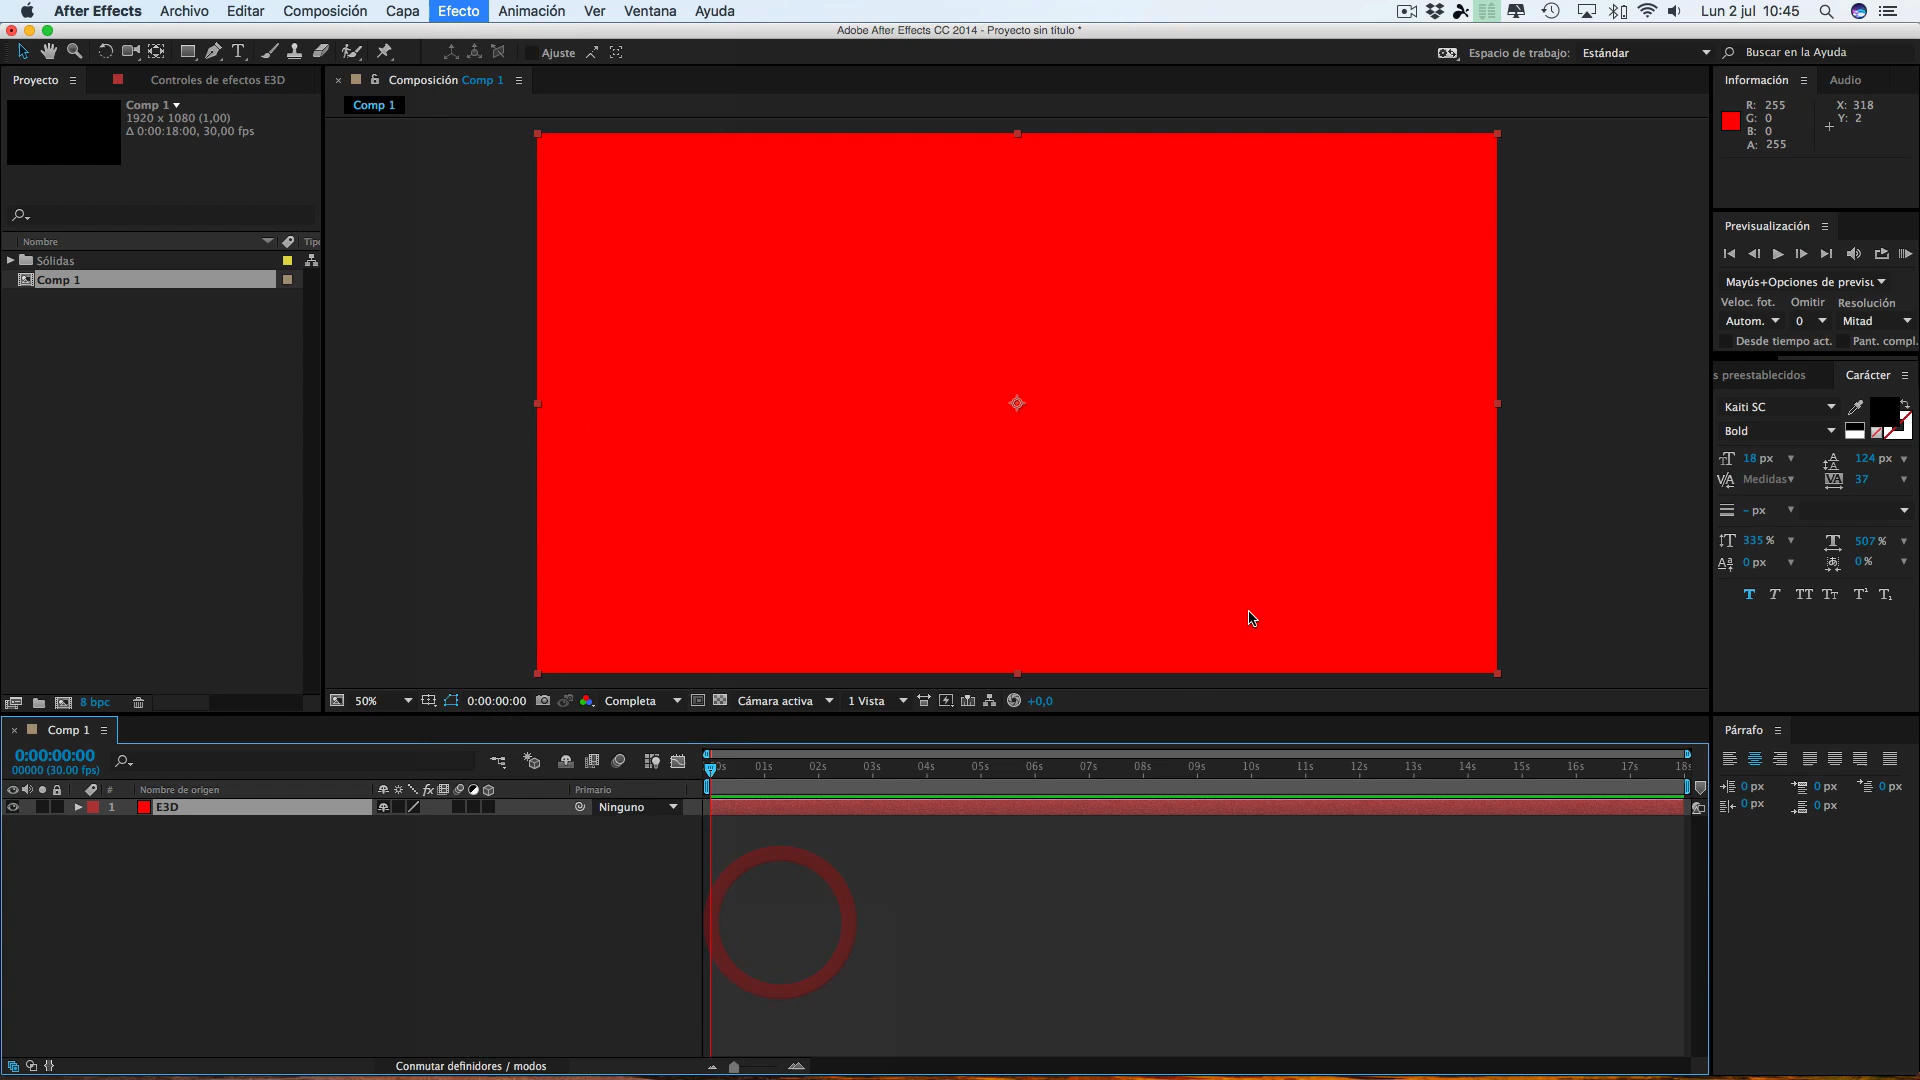 After Effects Archivo Editar Composición Capa Efecto Animación Ver Ventana Ayuda Lun 2 jul 10:45
Adobe After Effects CC 2014 - Proyecto sin título *
Ajuste Espacio de trabajo: Estándar Buscar en la Ayuda
Proyecto Controles de efectos E3D Composición Comp 1 Información Audio
Comp 1
1920 x 1080 (1,00)
Δ 0:00:18:00, 30,00 fps
Comp 1
R: 255 X: 318
G: 0 Y: 2
B: 0
A: 255
Previsualización
Nombre Tipo
Sólidas
Comp 1
Mayús+Opciones de previsu
Veloc. fot. Omitir Resolución
Autom. 0 Mitad
Desde tiempo act. Pant. compl.
s preestablecidos Carácter
Kaiti SC
Bold
18 px 124 px
Medidas 37
- px
335 % 507 %
0 px 0 %
8 bpc 50% 0:00:00:00 Completa Cámara activa 1 Vista +0,0
Comp 1 Párrafo
0:00:00:00
00000 (30.00 fps)
00s 01s 02s 03s 04s 05s 06s 07s 08s 09s 10s 11s 12s 13s 14s 15s 16s 17s 18s
# Nombre de origen Primario
1 E3D Ninguno
0 px 0 px 0 px
0 px 0 px
Conmutar definidores / modos